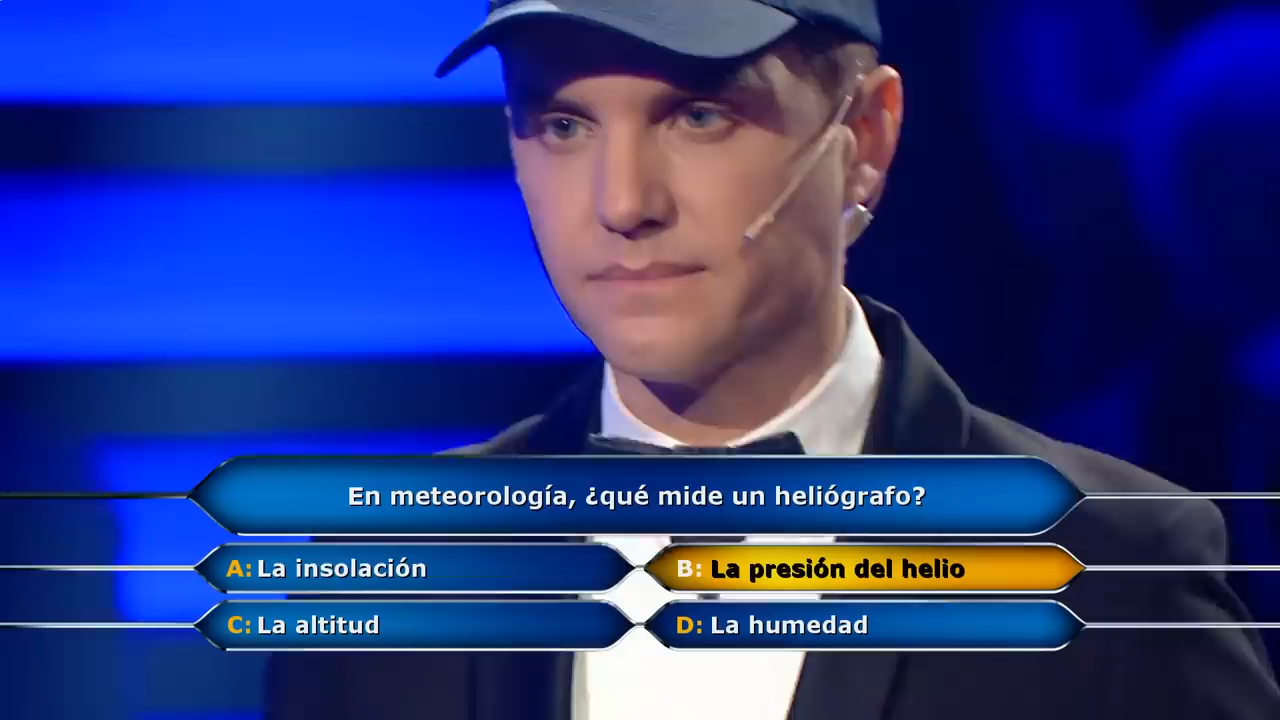 En meteorología, ¿qué mide un heliógrafo?
A: La insolación
B: La presión del helio
C: La altitud
D: La humedad